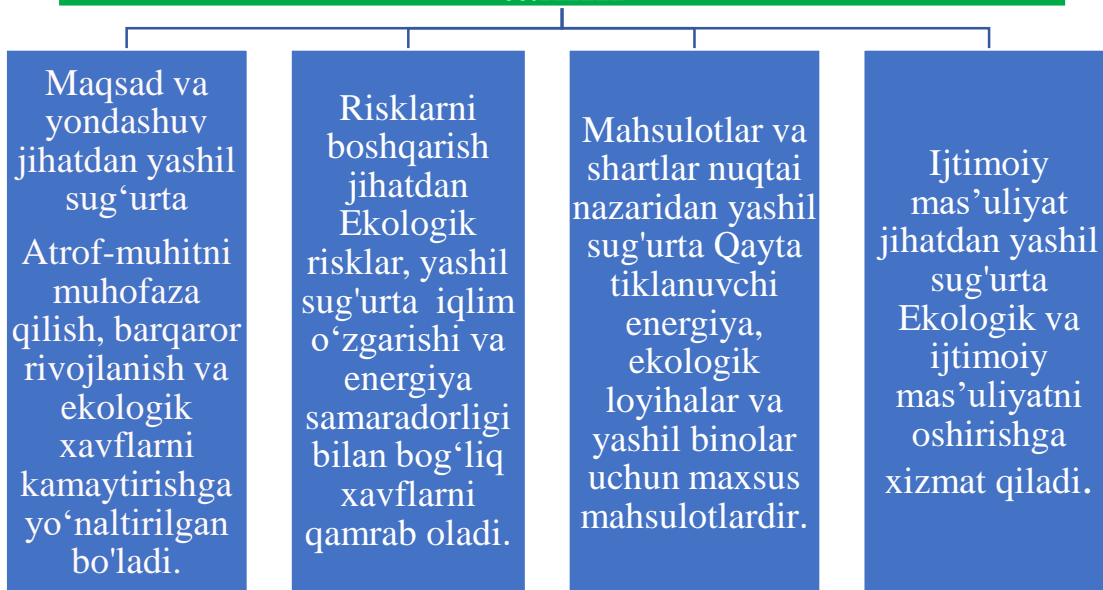 Maqsad va
yondashuv
jihatdan yashil
sug‘urta
Atrof-muhitni
muhofaza
qilish, barqaror
rivojlanish va
ekologik
xavflarni
kamaytirishga
yo‘naltirilgan
bo'ladi.
Risklarni
boshqarish
jihatdan
Ekologik
risklar, yashil
sug'urta iqlim
o‘zgarishi va
energiya
samaradorligi
bilan bog‘liq
xavflarni
qamrab oladi.
Mahsulotlar va
shartlar nuqtai
nazaridan yashil
sug'urta Qayta
tiklanuvchi
energiya,
ekologik
loyihalar va
yashil binolar
uchun maxsus
mahsulotlardir.
Ijtimoiy
mas’uliyat
jihatdan yashil
sug'urta
Ekologik va
ijtimoiy
mas’uliyatni
oshirishga
xizmat qiladi.